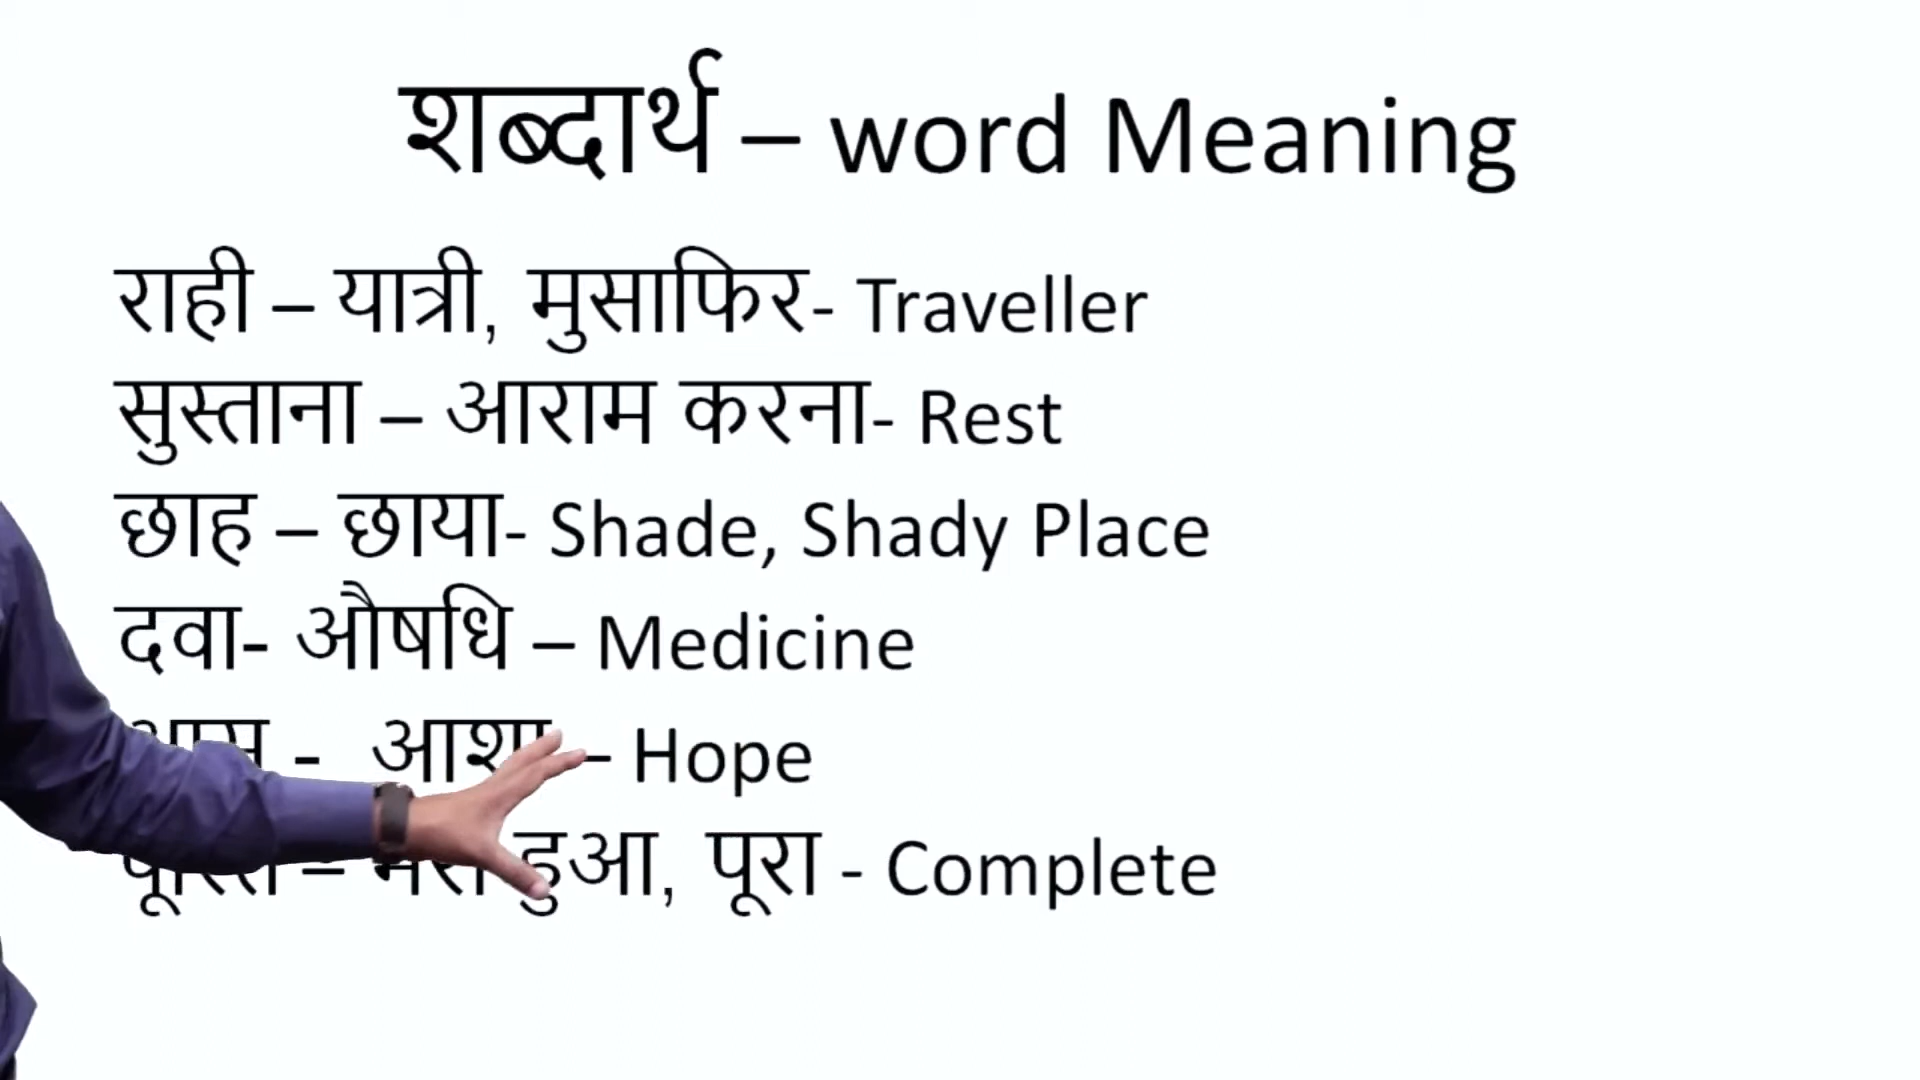 शब्दार्थ – word Meaning
राही – यात्री, मुसाफिर- Traveller
सुस्ताना – आराम करना- Rest
छाह – छाया- Shade, Shady Place
दवा- औषधि – Medicine
- आशा – Hope
– हुआ, पूरा - Complete